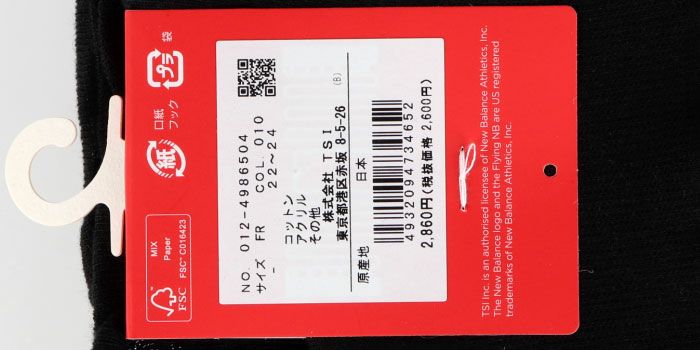 NO. 012-4986504
サイズ FR COL. 010
22~24
コットン
アクリル
その他
株式会社 TSI
東京都港区赤坂 8-5-26
(B)
原産地 日本
4932094734652
2,860円(税抜価格 2,600円)
MIX
Paper
FSC™ C016423
FSC
紙
口紙
フック
プラ
袋
TSI Inc. is an authorised licensee of New Balance Athletics, Inc.
The New Balance logo and the Flying NB are US registered
trademarks of New Balance Athletics, Inc.